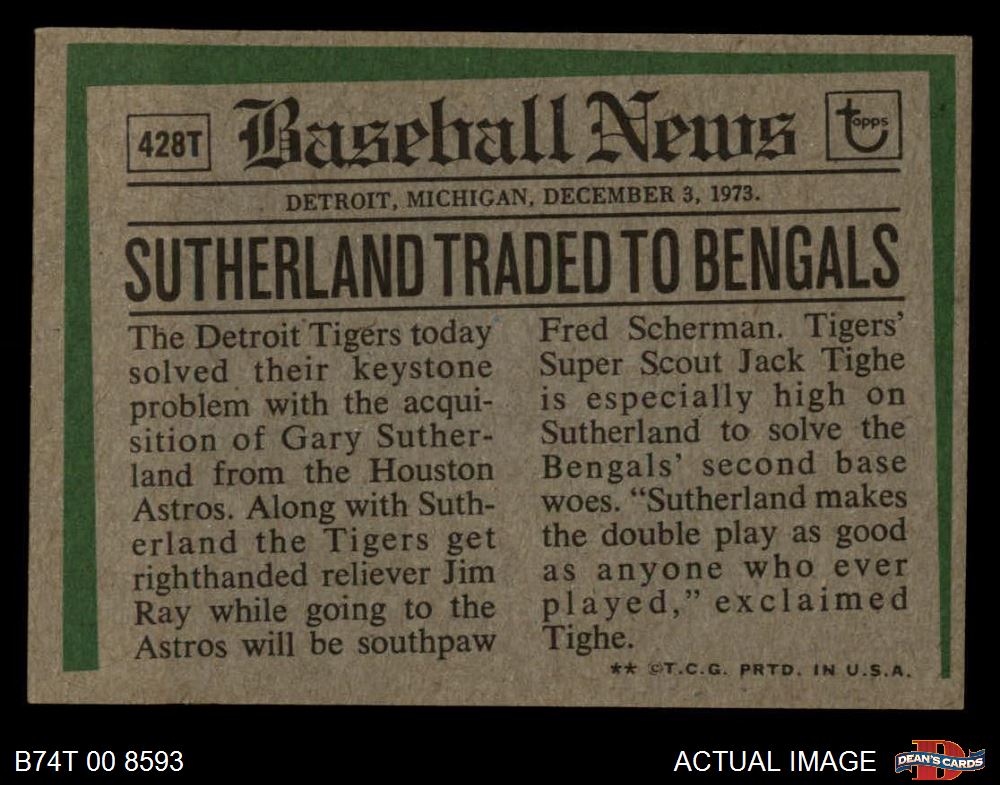 428T
Baseball News
topps
DETROIT, MICHIGAN, DECEMBER 3, 1973.
SUTHERLAND TRADED TO BENGALS
The Detroit Tigers today
solved their keystone
problem with the acqui-
sition of Gary Suther-
land from the Houston
Astros. Along with Suth-
erland the Tigers get
righthanded reliever Jim
Ray while going to the
Astros will be southpaw
Fred Scherman. Tigers'
Super Scout Jack Tighe
is especially high on
Sutherland to solve the
Bengals' second base
woes. "Sutherland makes
the double play as good
as anyone who ever
played," exclaimed
Tighe.
** ©T.C.G. PRTD. IN U.S.A.
B74T 00 8593
ACTUAL IMAGE
DEAN'S CARDS